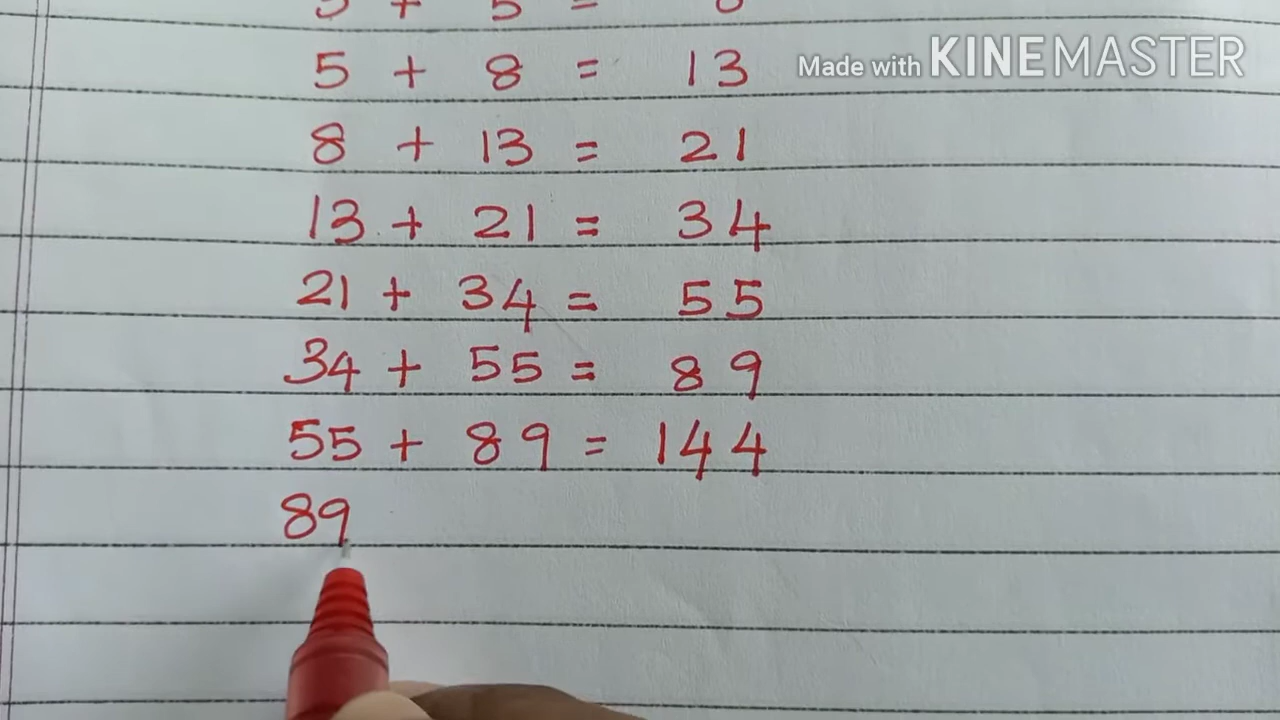 5 + 8 = 13
Made with KINEMASTER
8 + 13 = 21
13 + 21 = 34
21 + 34 = 55
34 + 55 = 89
55 + 89 = 144
89